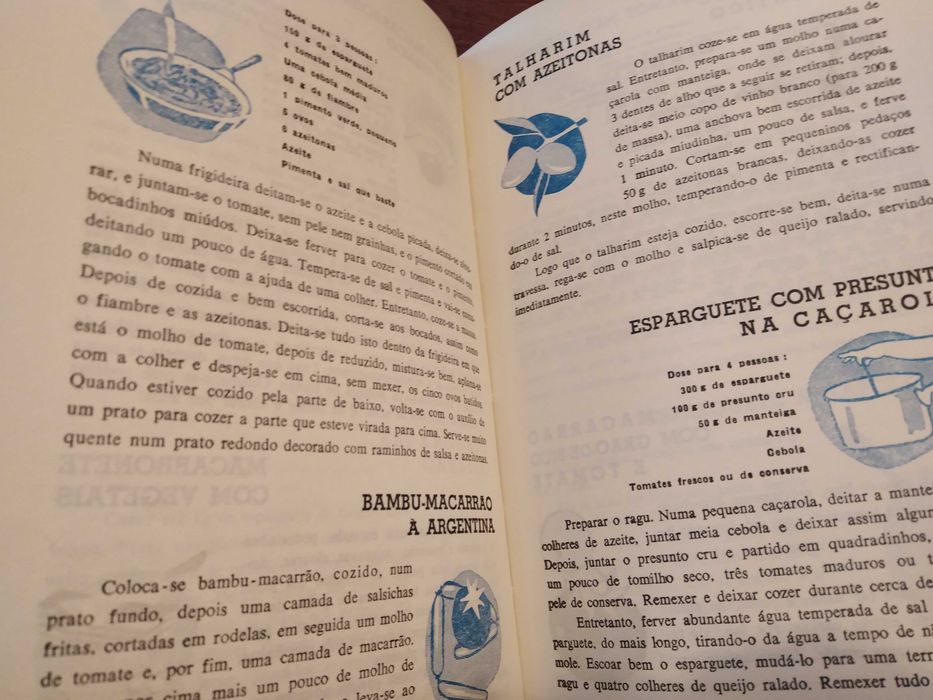 Dose para 3 pessoas :
150 g de esparguete
4 tomates bem maduros
Uma cebola média
80 g de fiambre
1 pimento verde, pequeno
5 ovos
6 azeitonas
Azeite
Pimenta e sal que baste
Numa frigideira deitam-se o azeite e a cebola picada, deixa-se alou-
rar, e juntam-se o tomate, sem pele nem grainhas, e o pimento cortado em
bocadinhos miúdos. Deixa-se ferver para cozer o tomate e o pimento,
deitando um pouco de água. Tempera-se de sal e pimenta e vai-se esma-
gando o tomate com a ajuda de uma colher. Entretanto, coze-se a massa.
Depois de cozida e bem escorrida, corta-se aos bocados, assim como
o fiambre e as azeitonas. Deita-se tudo isto dentro da frigideira em que
está o molho de tomate, depois de reduzido, mistura-se bem, aplana-se
com a colher e despeja-se em cima, sem mexer, os cinco ovos batidos.
Quando estiver cozido pela parte de baixo, volta-se com o auxílio de
um prato para cozer a parte que esteve virada para cima. Serve-se muito
quente num prato redondo decorado com raminhos de salsa e azeitonas.
BAMBU-MACARRÃO
À ARGENTINA
Coloca-se bambu-macarrão, cozido, num
prato fundo, depois uma camada de salsichas
fritas, cortadas em rodelas, em seguida um molho
de tomate e, por fim, uma camada de macarrão.
por cima mais um pouco de molho de
leva-se ao
TALHARIM
COM AZEITONAS
O talharim coze-se em água temperada de
sal. Entretanto, prepara-se um molho numa ca-
çarola com manteiga, onde se deixam alourar
3 dentes de alho que a seguir se retiram; depois,
deita-se meio copo de vinho branco (para 200 g
de massa), uma anchova bem escorrida de azeite
e picada miudinha, um pouco de salsa, e ferve
1 minuto. Cortam-se em pequeninos pedaços
50 g de azeitonas brancas, deixando-as cozer
durante 2 minutos, neste molho, temperando-o de pimenta e rectifican-
do-o de sal.
Logo que o talharim esteja cozido, escorre-se bem, deita-se numa
travessa, rega-se com o molho e salpica-se de queijo ralado, servindo
imediatamente.
ESPARGUETE COM PRESUNT
NA CAÇAROL
Dose para 4 pessoas :
300 g de esparguete
100 g de presunto cru
50 g de manteiga
Azeite
Cebola
Tomates frescos ou de conserva
Preparar o ragu. Numa pequena caçarola, deitar a mante
colheres de azeite, juntar meia cebola e deixar assim algun
Depois, juntar o presunto cru e partido em quadradinhos,
um pouco de tomilho seco, três tomates maduros ou t
pele de conserva. Remexer e deixar cozer durante cerca de
Entretanto, ferver abundante água temperada de sal
parguete, do mais longo, tirando-o da água a tempo de n
mole. Escoar bem o esparguete, mudá-lo para uma terr
ragu e quatro colheres de queijo ralado. Remexer tudo